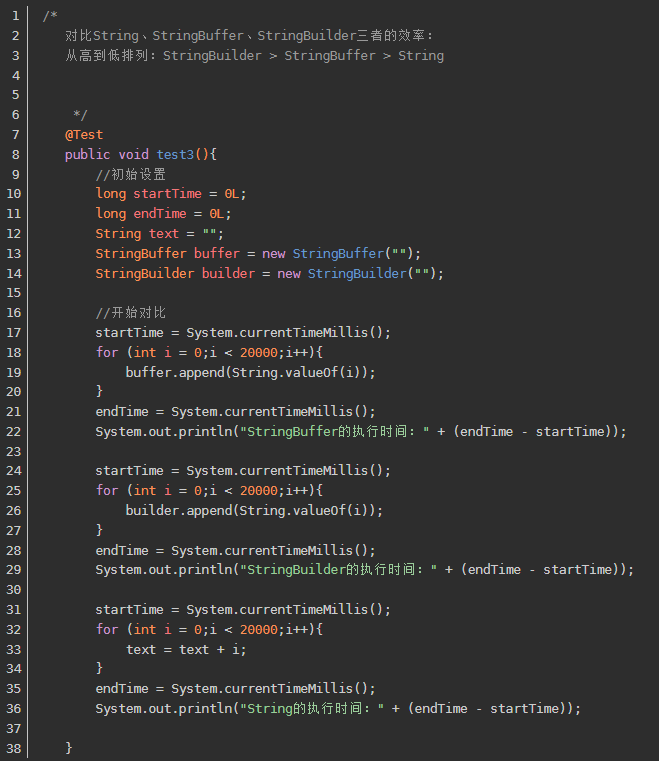 1 /*
2 对比String、StringBuffer、StringBuilder三者的效率：
3 从高到低排列：StringBuilder > StringBuffer > String
4
5
6 */
7 @Test
8 public void test3(){
9 //初始设置
10 long startTime = 0L;
11 long endTime = 0L;
12 String text = "";
13 StringBuffer buffer = new StringBuffer("");
14 StringBuilder builder = new StringBuilder("");
15
16 //开始对比
17 startTime = System.currentTimeMillis();
18 for (int i = 0;i < 20000;i++){
19 buffer.append(String.valueOf(i));
20 }
21 endTime = System.currentTimeMillis();
22 System.out.println("StringBuffer的执行时间：" + (endTime - startTime));
23
24 startTime = System.currentTimeMillis();
25 for (int i = 0;i < 20000;i++){
26 builder.append(String.valueOf(i));
27 }
28 endTime = System.currentTimeMillis();
29 System.out.println("StringBuilder的执行时间：" + (endTime - startTime));
30
31 startTime = System.currentTimeMillis();
32 for (int i = 0;i < 20000;i++){
33 text = text + i;
34 }
35 endTime = System.currentTimeMillis();
36 System.out.println("String的执行时间：" + (endTime - startTime));
37
38 }